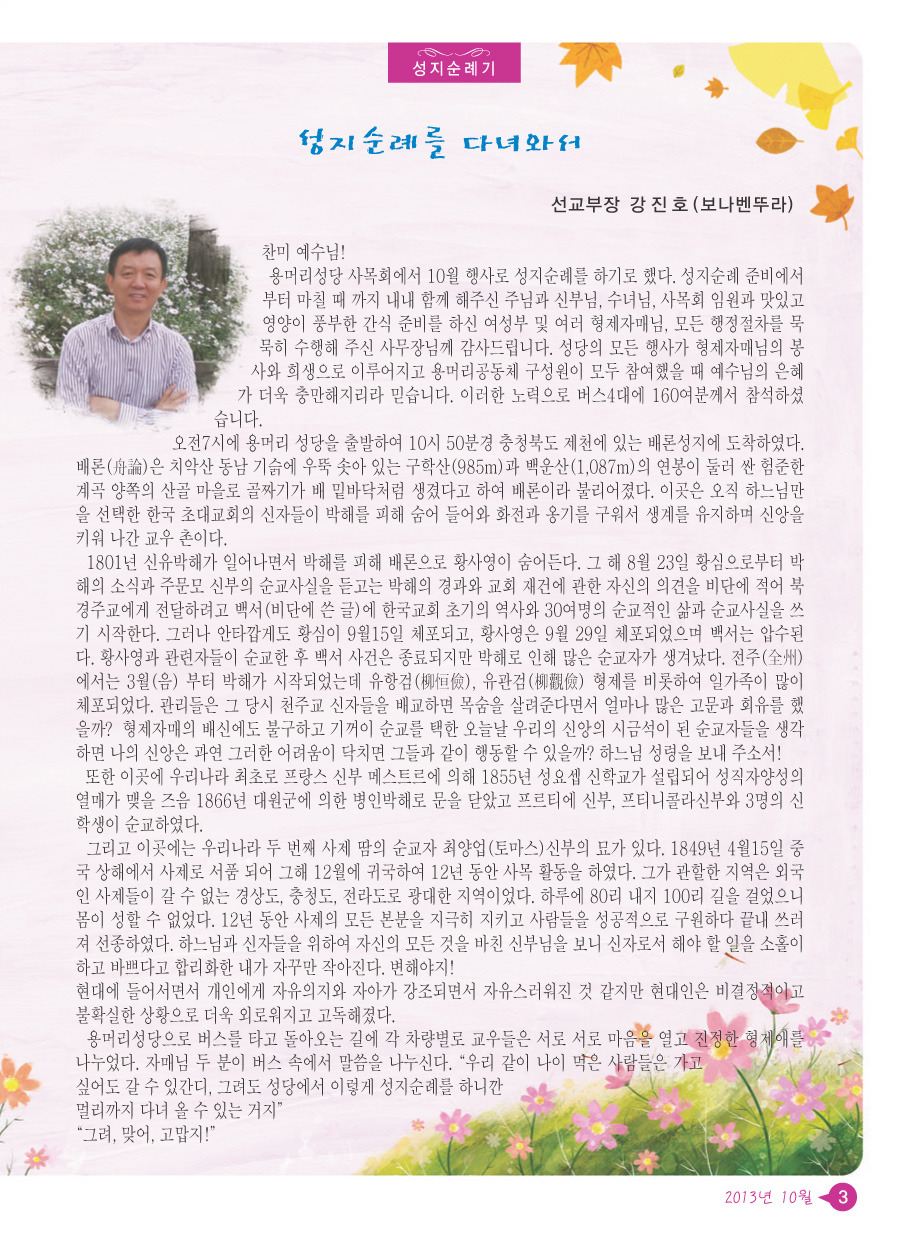 성지순례기
성지순례를 다녀와서
선교부장 강 진 호 (보나벤뚜라)
찬미 예수님!
용머리성당 사목회에서 10월 행사로 성지순례를 하기로 했다. 성지순례 준비에서
부터 마칠 때 까지 내내 함께 해주신 주님과 신부님, 수녀님, 사목회 임원과 맛있고
영양이 풍부한 간식 준비를 하신 여성부 및 여러 형제자매님, 모든 행정절차를 묵
묵히 수행해 주신 사무장님께 감사드립니다. 성당의 모든 행사가 형제자매님의 봉
사와 희생으로 이루어지고 용머리공동체 구성원이 모두 참여했을 때 예수님의 은혜
가 더욱 충만해지리라 믿습니다. 이러한 노력으로 버스4대에 160여분께서 참석하셨
습니다.
오전7시에 용머리 성당을 출발하여 10시 50분경 충청북도 제천에 있는 배론성지에 도착하였다.
배론(舟論)은 치악산 동남 기슭에 우뚝 솟아 있는 구학산(985m)과 백운산(1,087m)의 연봉이 둘러 싼 험준한
계곡 양쪽의 산골 마을로 골짜기가 배 밑바닥처럼 생겼다고 하여 배론이라 불리어졌다. 이곳은 오직 하느님만
을 선택한 한국 초대교회의 신자들이 박해를 피해 숨어 들어와 화전과 옹기를 구워서 생계를 유지하며 신앙을
키워 나간 교우 촌이다.
1801년 신유박해가 일어나면서 박해를 피해 배론으로 황사영이 숨어든다. 그 해 8월 23일 황심으로부터 박
해의 소식과 주문모 신부의 순교사실을 듣고는 박해의 경과와 교회 재건에 관한 자신의 의견을 비단에 적어 북
경주교에게 전달하려고 백서(비단에 쓴 글)에 한국교회 초기의 역사와 30여명의 순교적인 삶과 순교사실을 쓰
기 시작한다. 그러나 안타깝게도 황심이 9월15일 체포되고, 황사영은 9월 29일 체포되었으며 백서는 압수된
다. 황사영과 관련자들이 순교한 후 백서 사건은 종료되지만 박해로 인해 많은 순교자가 생겨났다. 전주(全州)
에서는 3월(음) 부터 박해가 시작되었는데 유항검(柳恒儉), 유관검(柳觀儉) 형제를 비롯하여 일가족이 많이
체포되었다. 관리들은 그 당시 천주교 신자들을 배교하면 목숨을 살려준다면서 얼마나 많은 고문과 회유를 했
을까? 형제자매의 배신에도 불구하고 기꺼이 순교를 택한 오늘날 우리의 신앙의 시금석이 된 순교자들을 생각
하면 나의 신앙은 과연 그러한 어려움이 닥치면 그들과 같이 행동할 수 있을까? 하느님 성령을 보내 주소서!
또한 이곳에 우리나라 최초로 프랑스 신부 메스트르에 의해 1855년 성요셉 신학교가 설립되어 성직자양성의
열매가 맺을 즈음 1866년 대원군에 의한 병인박해로 문을 닫았고 프르티에 신부, 프티니콜라신부와 3명의 신
학생이 순교하였다.
그리고 이곳에는 우리나라 두 번째 사제 땀의 순교자 최양업(토마스)신부의 묘가 있다. 1849년 4월15일 중
국 상해에서 사제로 서품 되어 그해 12월에 귀국하여 12년 동안 사목 활동을 하였다. 그가 관할한 지역은 외국
인 사제들이 갈 수 없는 경상도, 충청도, 전라도로 광대한 지역이었다. 하루에 80리 내지 100리 길을 걸었으니
몸이 성할 수 없었다. 12년 동안 사제의 모든 본분을 지극히 지키고 사람들을 성공적으로 구원하다 끝내 쓰러
져 선종하였다. 하느님과 신자들을 위하여 자신의 모든 것을 바친 신부님을 보니 신자로서 해야 할 일을 소홀이
하고 바쁘다고 합리화한 내가 자꾸만 작아진다. 변해야지!
현대에 들어서면서 개인에게 자유의지와 자아가 강조되면서 자유스러워진 것 같지만 현대인은 비결정적이고
불확실한 상황으로 더욱 외로워지고 고독해졌다.
용머리성당으로 버스를 타고 돌아오는 길에 각 차량별로 교우들은 서로 서로 마음을 열고 진정한 형제애를
나누었다. 자매님 두 분이 버스 속에서 말씀을 나누신다. “우리 같이 나이 먹은 사람들은 가고
싶어도 갈 수 있간디, 그려도 성당에서 이렇게 성지순례를 하니깐
멀리까지 다녀 올 수 있는 거지”
“그려, 맞어, 고맙지!”
2013년 10월 3